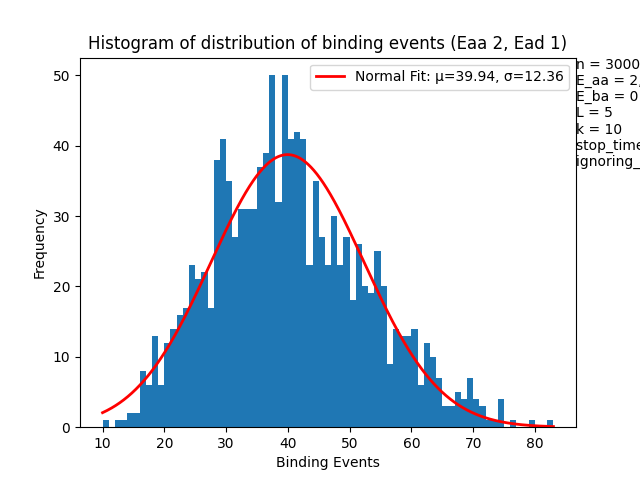 Histogram of distribution of binding events (Eaa 2, Ead 1)
Normal Fit: μ=39.94, σ=12.36
n = 3000
E_aa = 2,
E_ba = 0
L = 5
k = 10
stop_time
ignoring_
Frequency
50
40
30
20
10
0
10 20 30 40 50 60 70 80
Binding Events